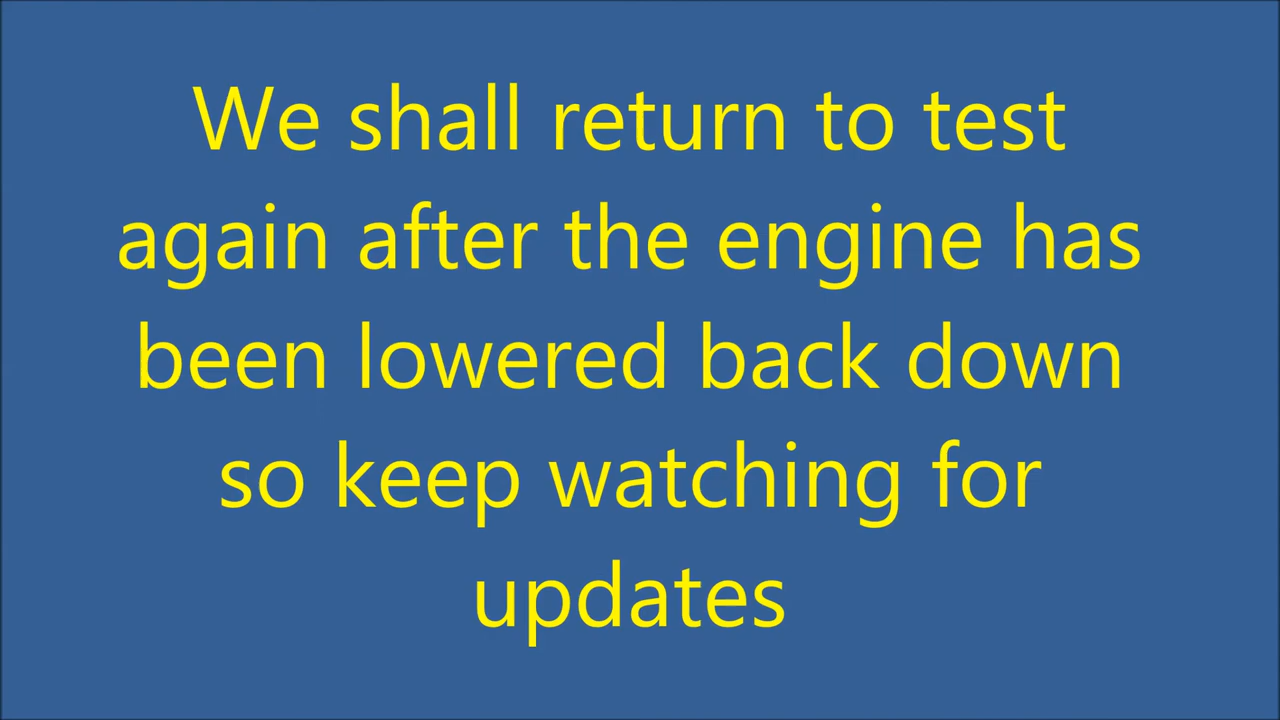 We shall return to test
again after the engine has
been lowered back down
so keep watching for
updates